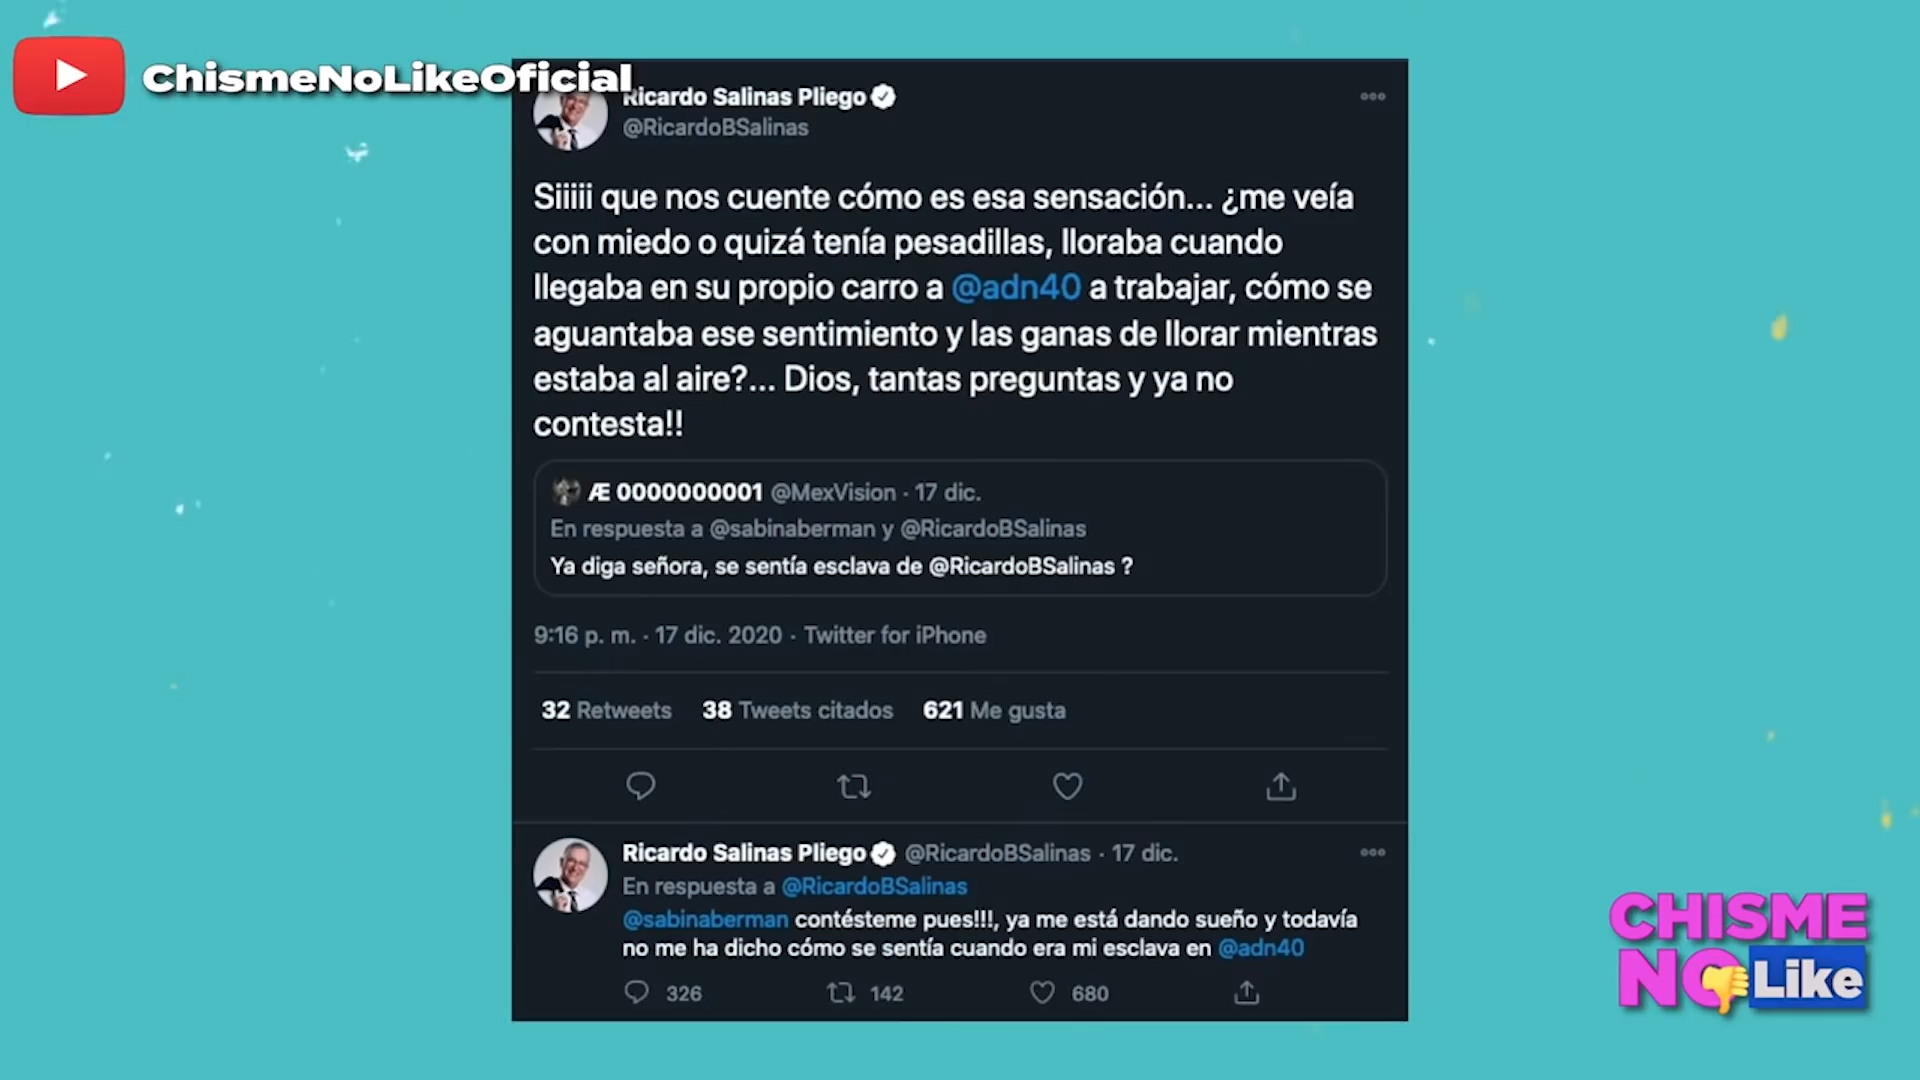 ChismeNoLikeOficial
Ricardo Salinas Pliego
@RicardoBSalinas
Siiiii que nos cuente cómo es esa sensación... ¿me veía
con miedo o quizá tenía pesadillas, lloraba cuando
llegaba en su propio carro a @adn40 a trabajar, cómo se
aguantaba ese sentimiento y las ganas de llorar mientras
estaba al aire?... Dios, tantas preguntas y ya no
contesta!!
Æ 0000000001 @MexVision · 17 dic.
En respuesta a @sabinaberman y @RicardoBSalinas
Ya diga señora, se sentía esclava de @RicardoBSalinas ?
9:16 p. m. · 17 dic. 2020 · Twitter for iPhone
32 Retweets 38 Tweets citados 621 Me gusta
Ricardo Salinas Pliego @RicardoBSalinas · 17 dic.
En respuesta a @RicardoBSalinas
@sabinaberman contésteme pues!!!, ya me está dando sueño y todavía
no me ha dicho cómo se sentía cuando era mi esclava en @adn40
326 142 680
CHISME
NO Like